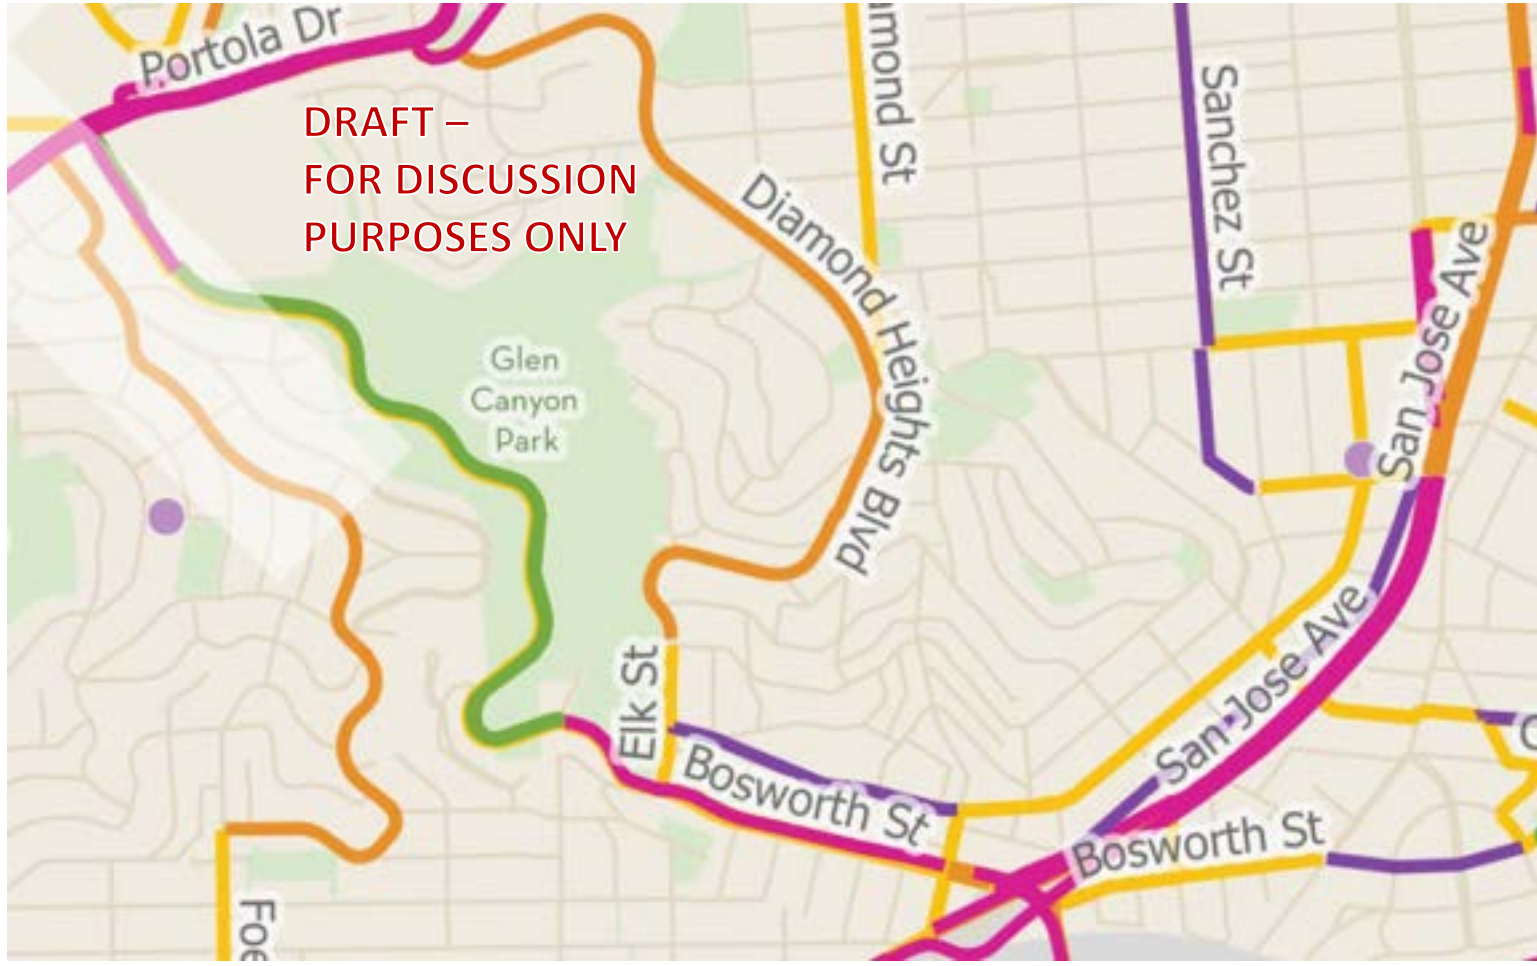 Portola Dr
DRAFT –
FOR DISCUSSION
PURPOSES ONLY
mond St
Sanchez St
Diamond Heights Blvd
San Jose Ave
Glen
Canyon
Park
Elk St
Bosworth St
San Jose Ave
Bosworth St
Foe